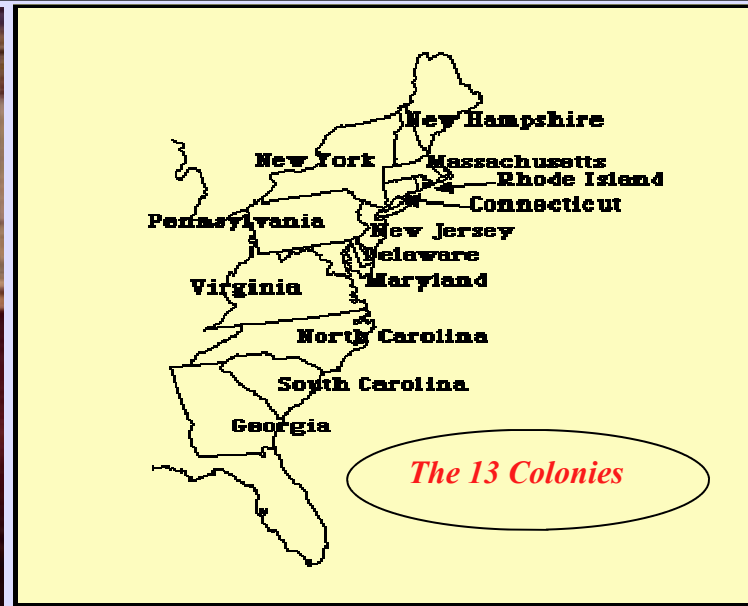 New Hampshire
New York
Massachusetts
Rhode Island
Connecticut
Pennsylvania
New Jersey
Delaware
Maryland
Virginia
North Carolina
South Carolina
Georgia
The 13 Colonies